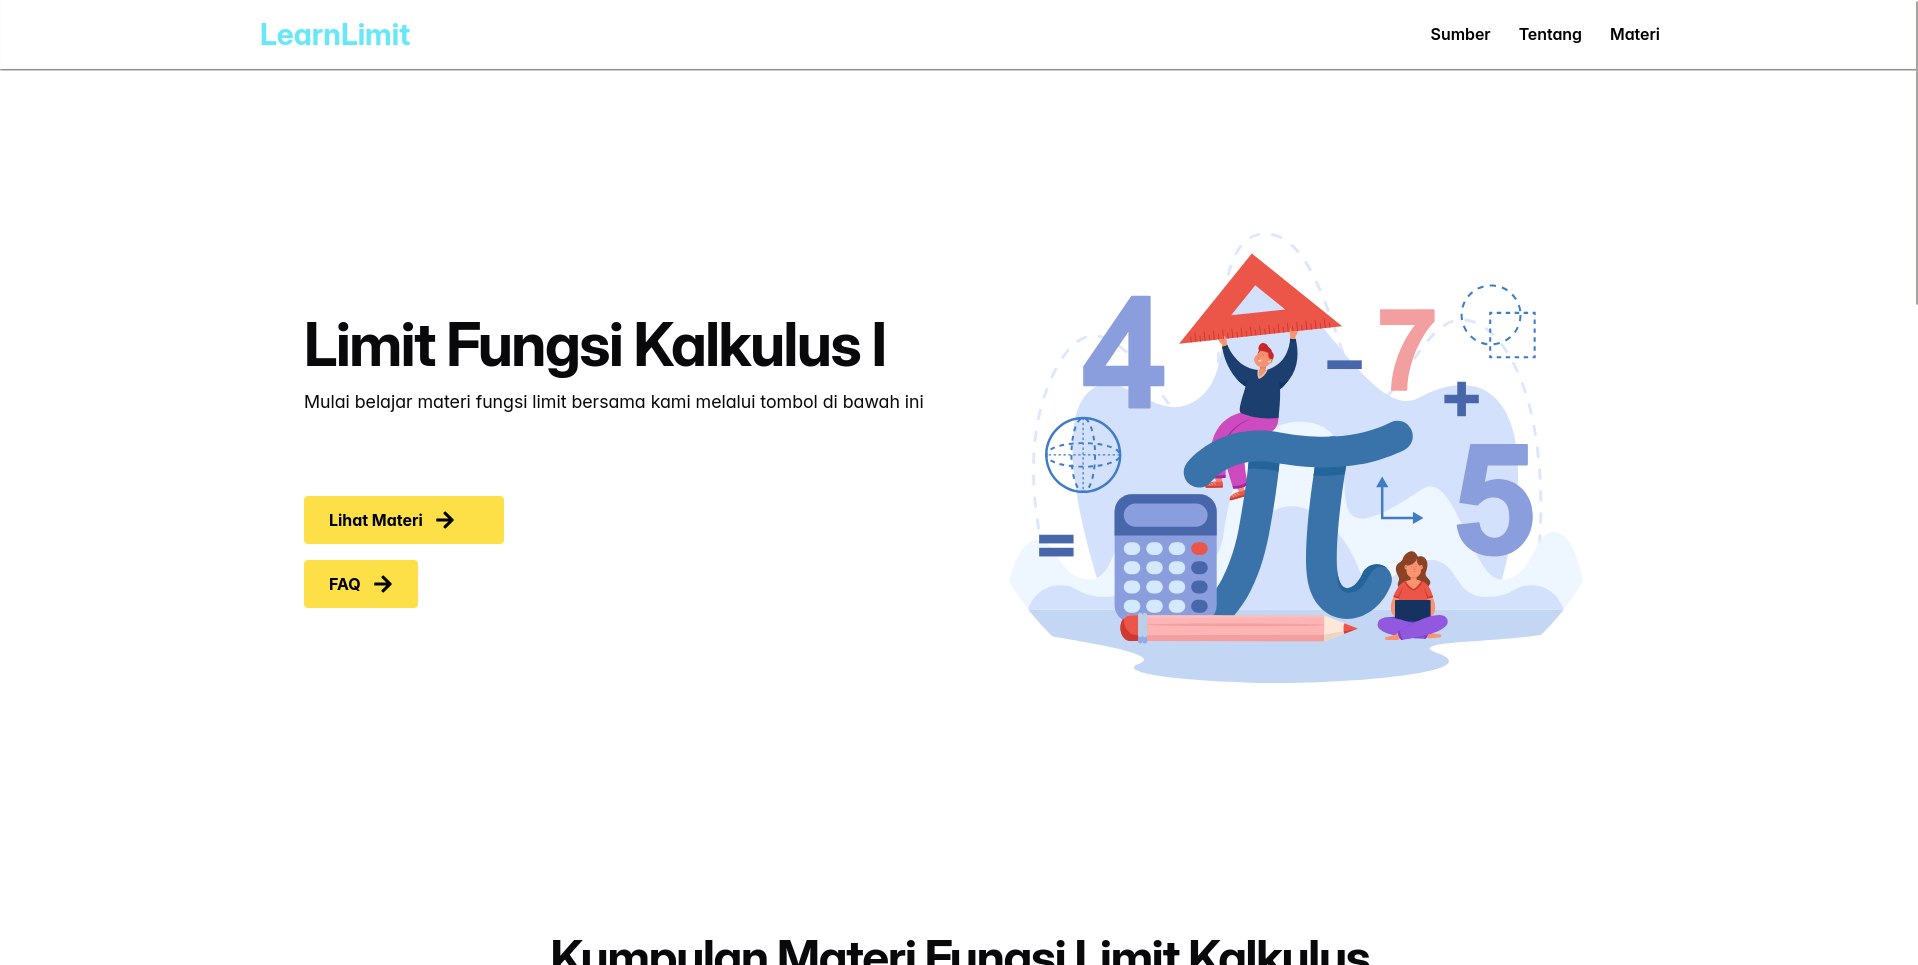 LearnLimit
Sumber Tentang Materi
Limit Fungsi Kalkulus I
Mulai belajar materi fungsi limit bersama kami melalui tombol di bawah ini
Lihat Materi
FAQ
4
7
5
Kumpulan Materi Fungsi Limit Kalkulus